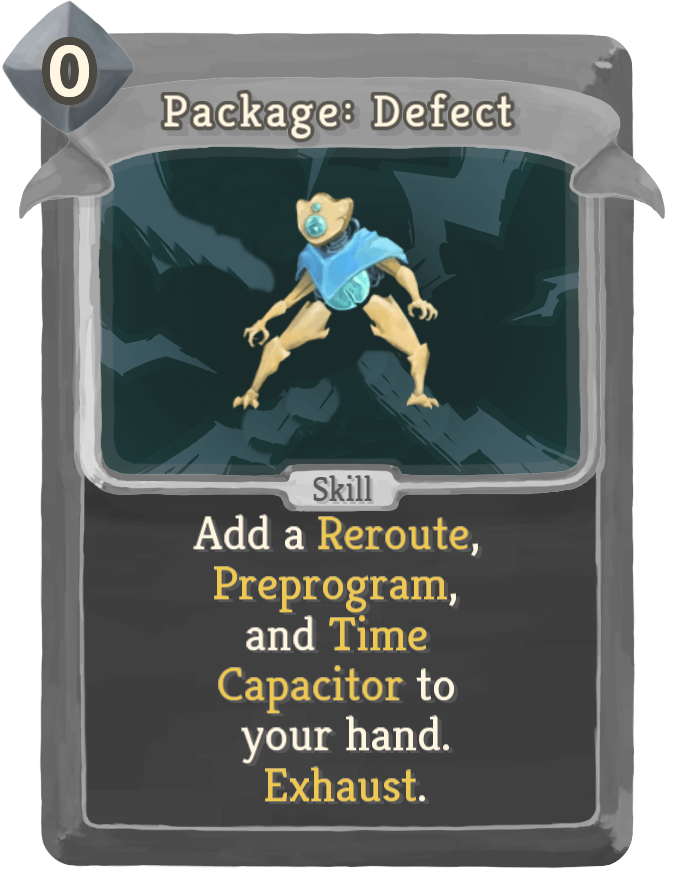 0
Package: Defect
Skill
Add a Reroute,
Preprogram,
and Time
Capacitor to
your hand.
Exhaust.